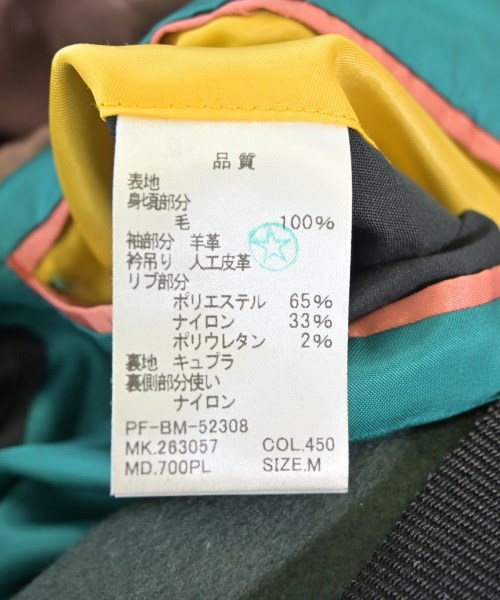 品質
表地
身頃部分
毛 100%
袖部分 羊革
衿吊り 人工皮革
リブ部分
ポリエステル 65%
ナイロン 33%
ポリウレタン 2%
裏地 キュプラ
裏側部分使い
ナイロン
PF-BM-52308
MK.263057 COL.450
MD.700PL SIZE.M